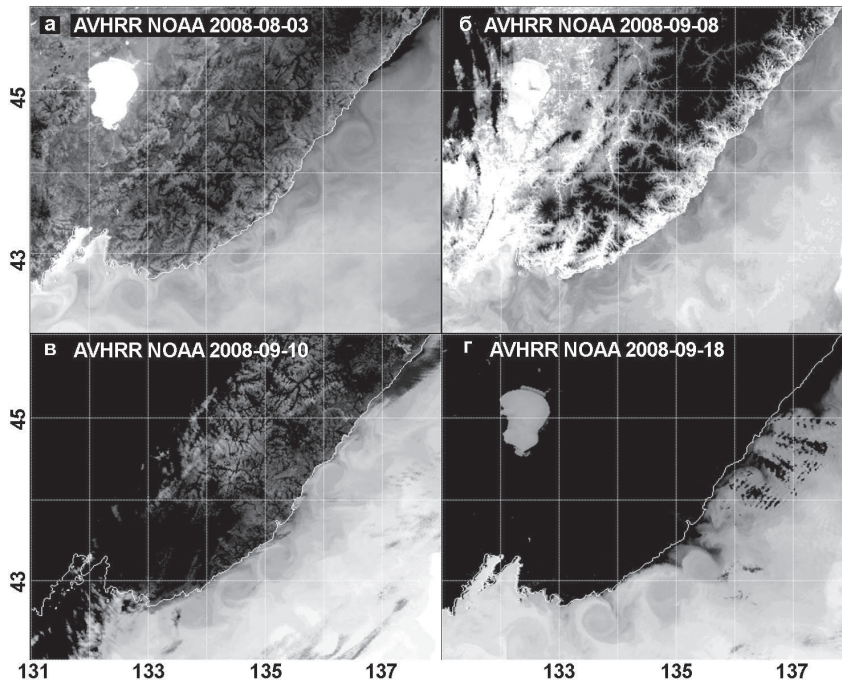 а AVHRR NOAA 2008-08-03
б AVHRR NOAA 2008-09-08
45
43
в AVHRR NOAA 2008-09-10
г AVHRR NOAA 2008-09-18
45
43
131 133 135 137
133 135 137